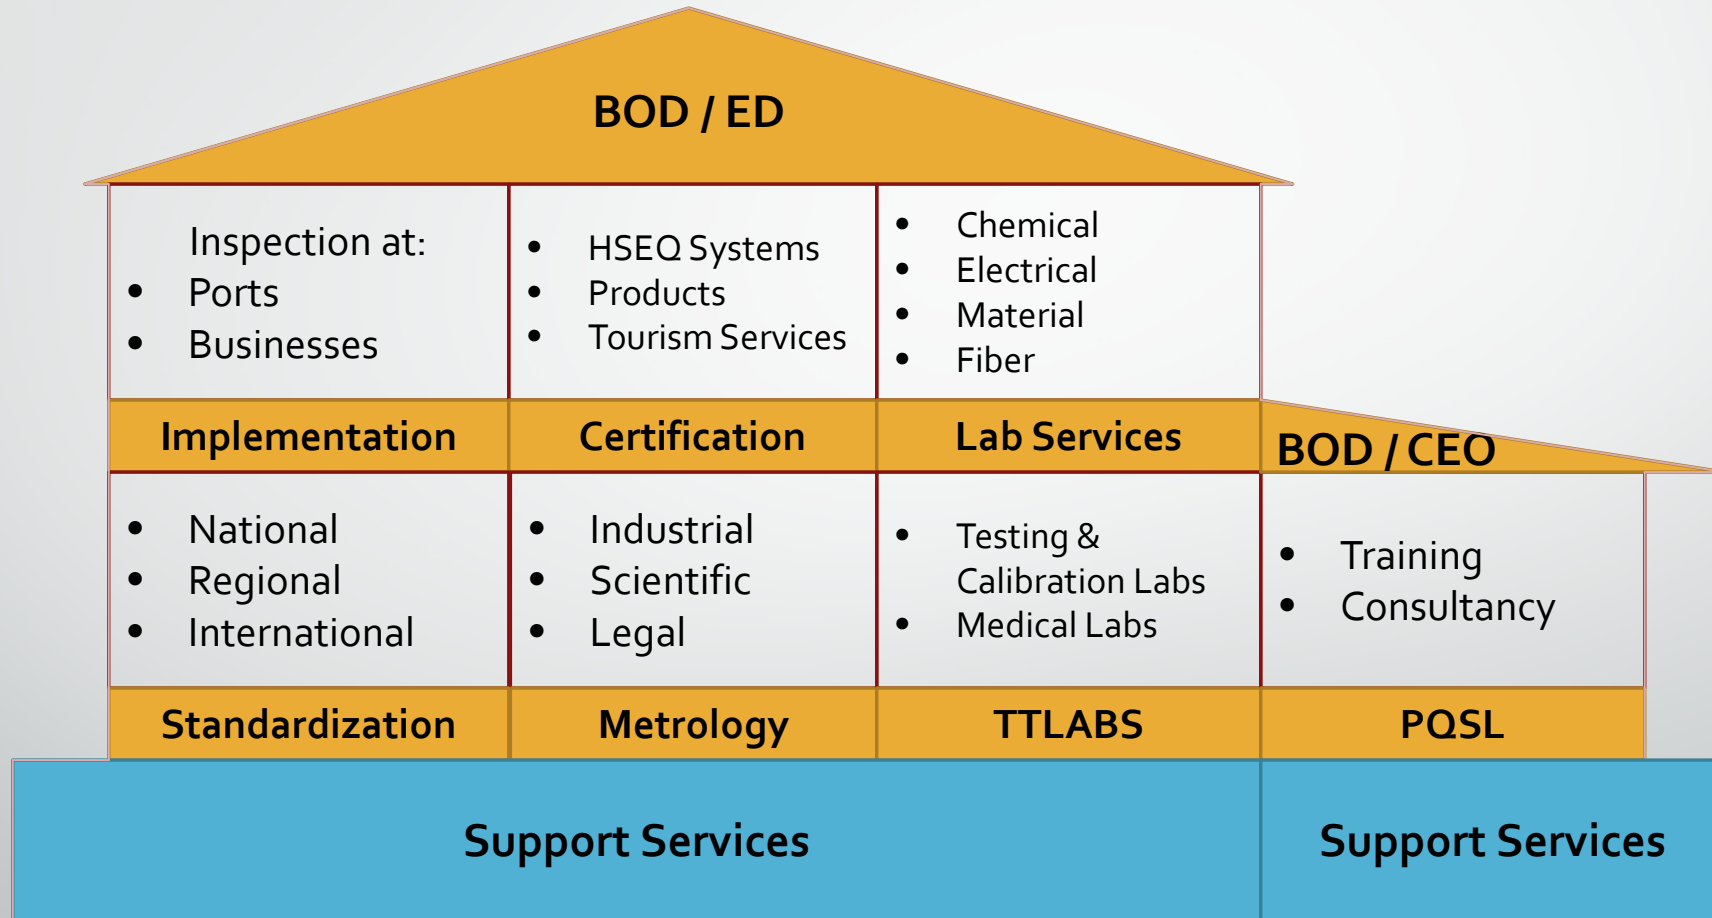 BOD / ED
Inspection at:
• Ports
• Businesses
• HSEQ Systems
• Products
• Tourism Services
• Chemical
• Electrical
• Material
• Fiber
Implementation
Certification
Lab Services
BOD / CEO
• National
• Regional
• International
• Industrial
• Scientific
• Legal
• Testing &
Calibration Labs
• Medical Labs
• Training
• Consultancy
Standardization
Metrology
TTLABS
PQSL
Support Services
Support Services